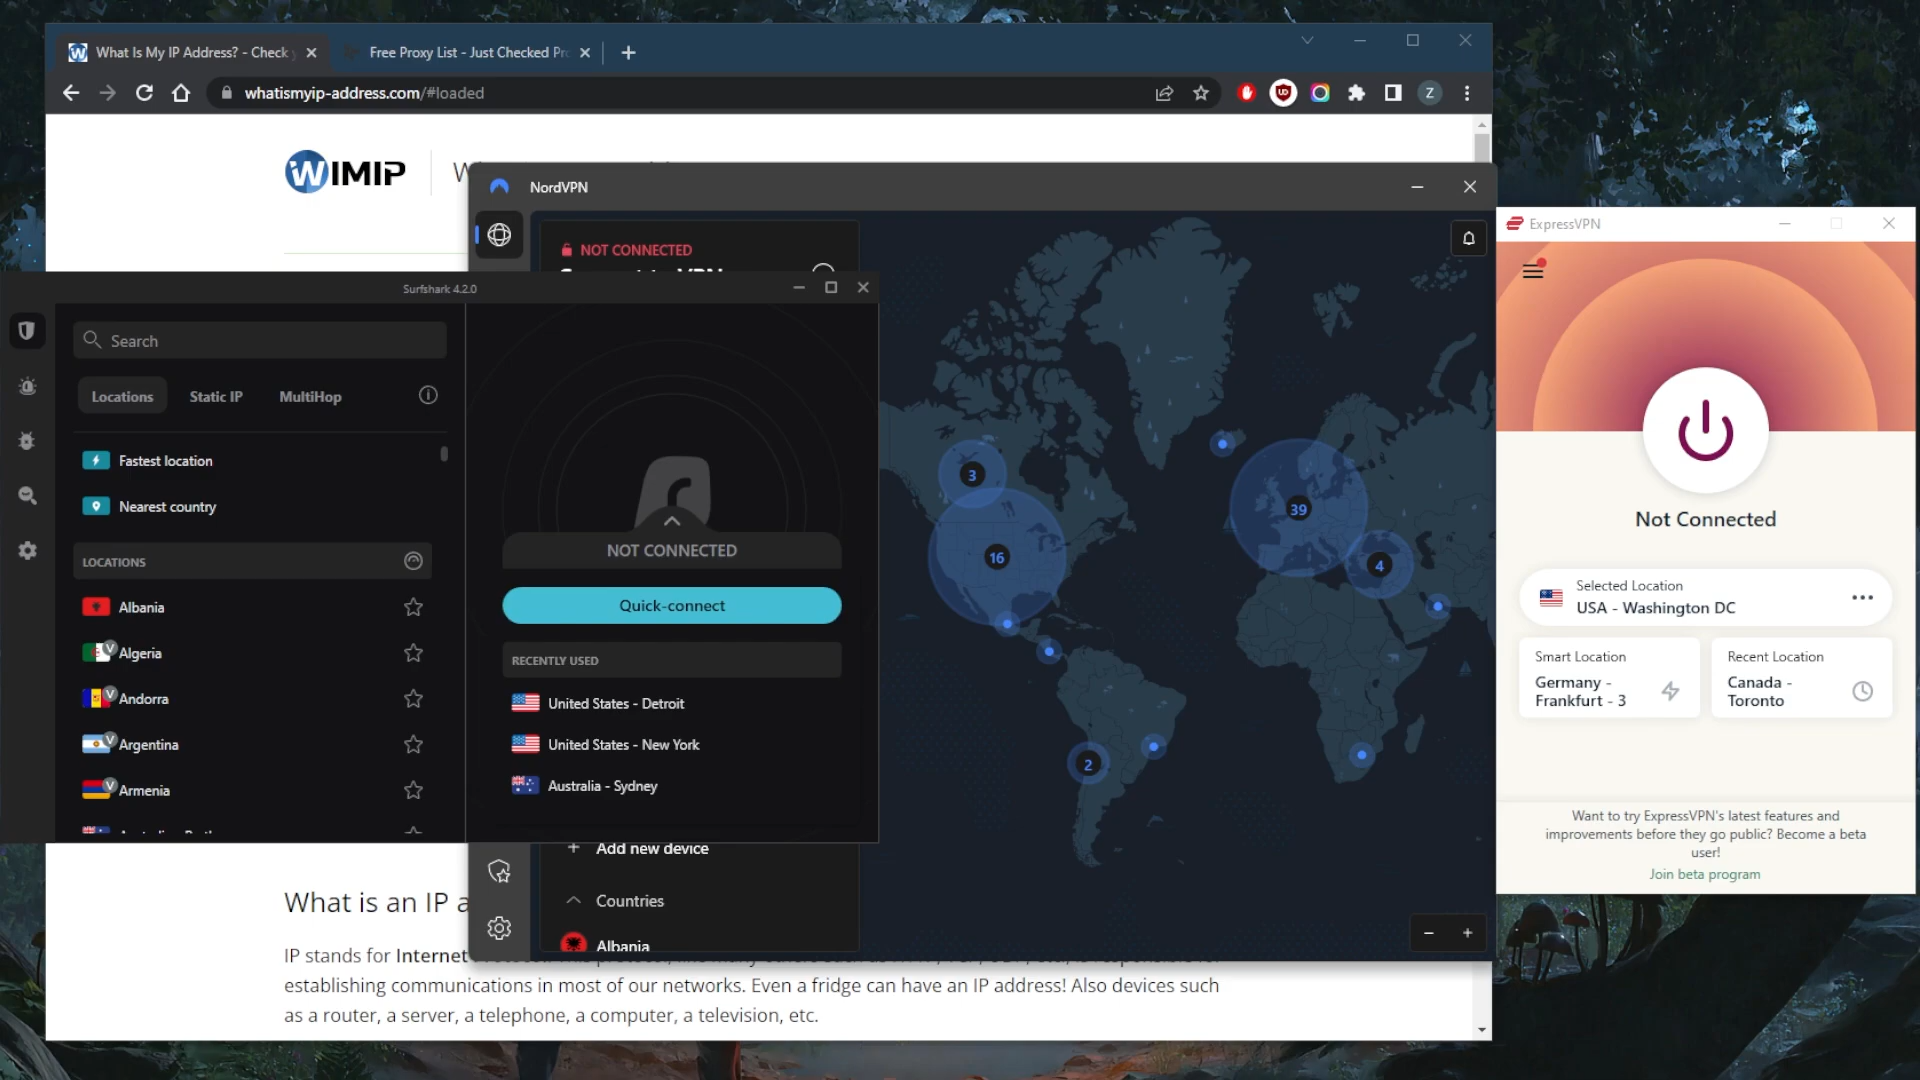 What Is My IP Address? - Check
Free Proxy List - Just Checked Pr
whatismyip-address.com/#loaded
Z
WIMIP
NordVPN
NOT CONNECTED
ExpressVPN
Surfshark 4.2.0
Search
Locations
Static IP
MultiHop
Fastest location
Nearest country
LOCATIONS
Albania
Algeria
Andorra
Argentina
Armenia
NOT CONNECTED
Quick-connect
RECENTLY USED
United States - Detroit
United States - New York
Australia - Sydney
3
16
39
4
2
Add new device
Countries
Albania
Not Connected
Selected Location
USA - Washington DC
Smart Location
Germany -
Frankfurt - 3
Recent Location
Canada -
Toronto
Want to try ExpressVPN's latest features and
improvements before they go public? Become a beta
user!
Join beta program
What is an IP a
IP stands for Internet
establishing communications in most of our networks. Even a fridge can have an IP address! Also devices such
as a router, a server, a telephone, a computer, a television, etc.